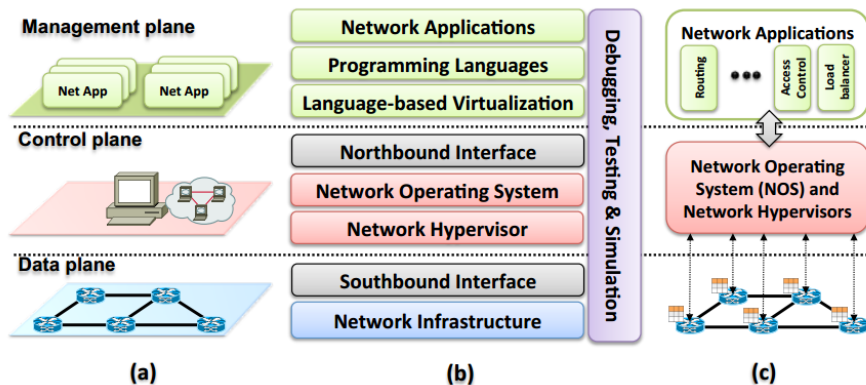 Management plane
Net App
Net App
Control plane
Data plane
(a)
Network Applications
Programming Languages
Language-based Virtualization
Northbound Interface
Network Operating System
Network Hypervisor
Southbound Interface
Network Infrastructure
Debugging, Testing & Simulation
(b)
Network Applications
Routing
Access
Control
Load
balancer
Network Operating
System (NOS) and
Network Hypervisors
(c)